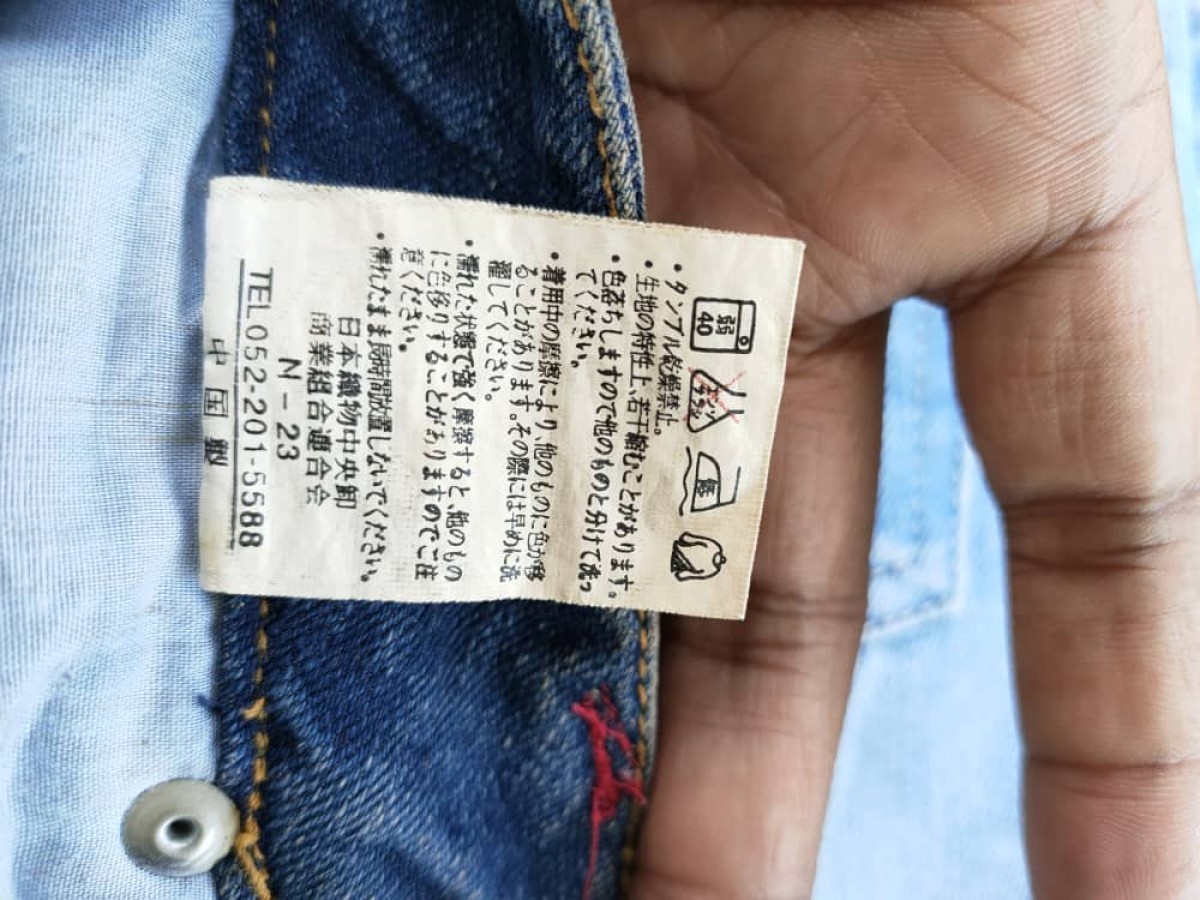 弱
40
エンソ
サラシ
低
・タンブル乾燥禁止。
・生地の特性上、若干縮むことがあります。
・色落ちしますので他のものと分けて洗っ
てください。
・着用中の摩擦により、他のものに色が移
ることがあります。その際には早めに洗
濯してください。
・濡れた状態で強く摩擦すると、他のもの
に色移りすることがありますのでご注
意ください。
・濡れたまま長時間放置しないでください。
日本織物中央卸
商業組合連合会
N-23
TEL052-201-5588
中国製